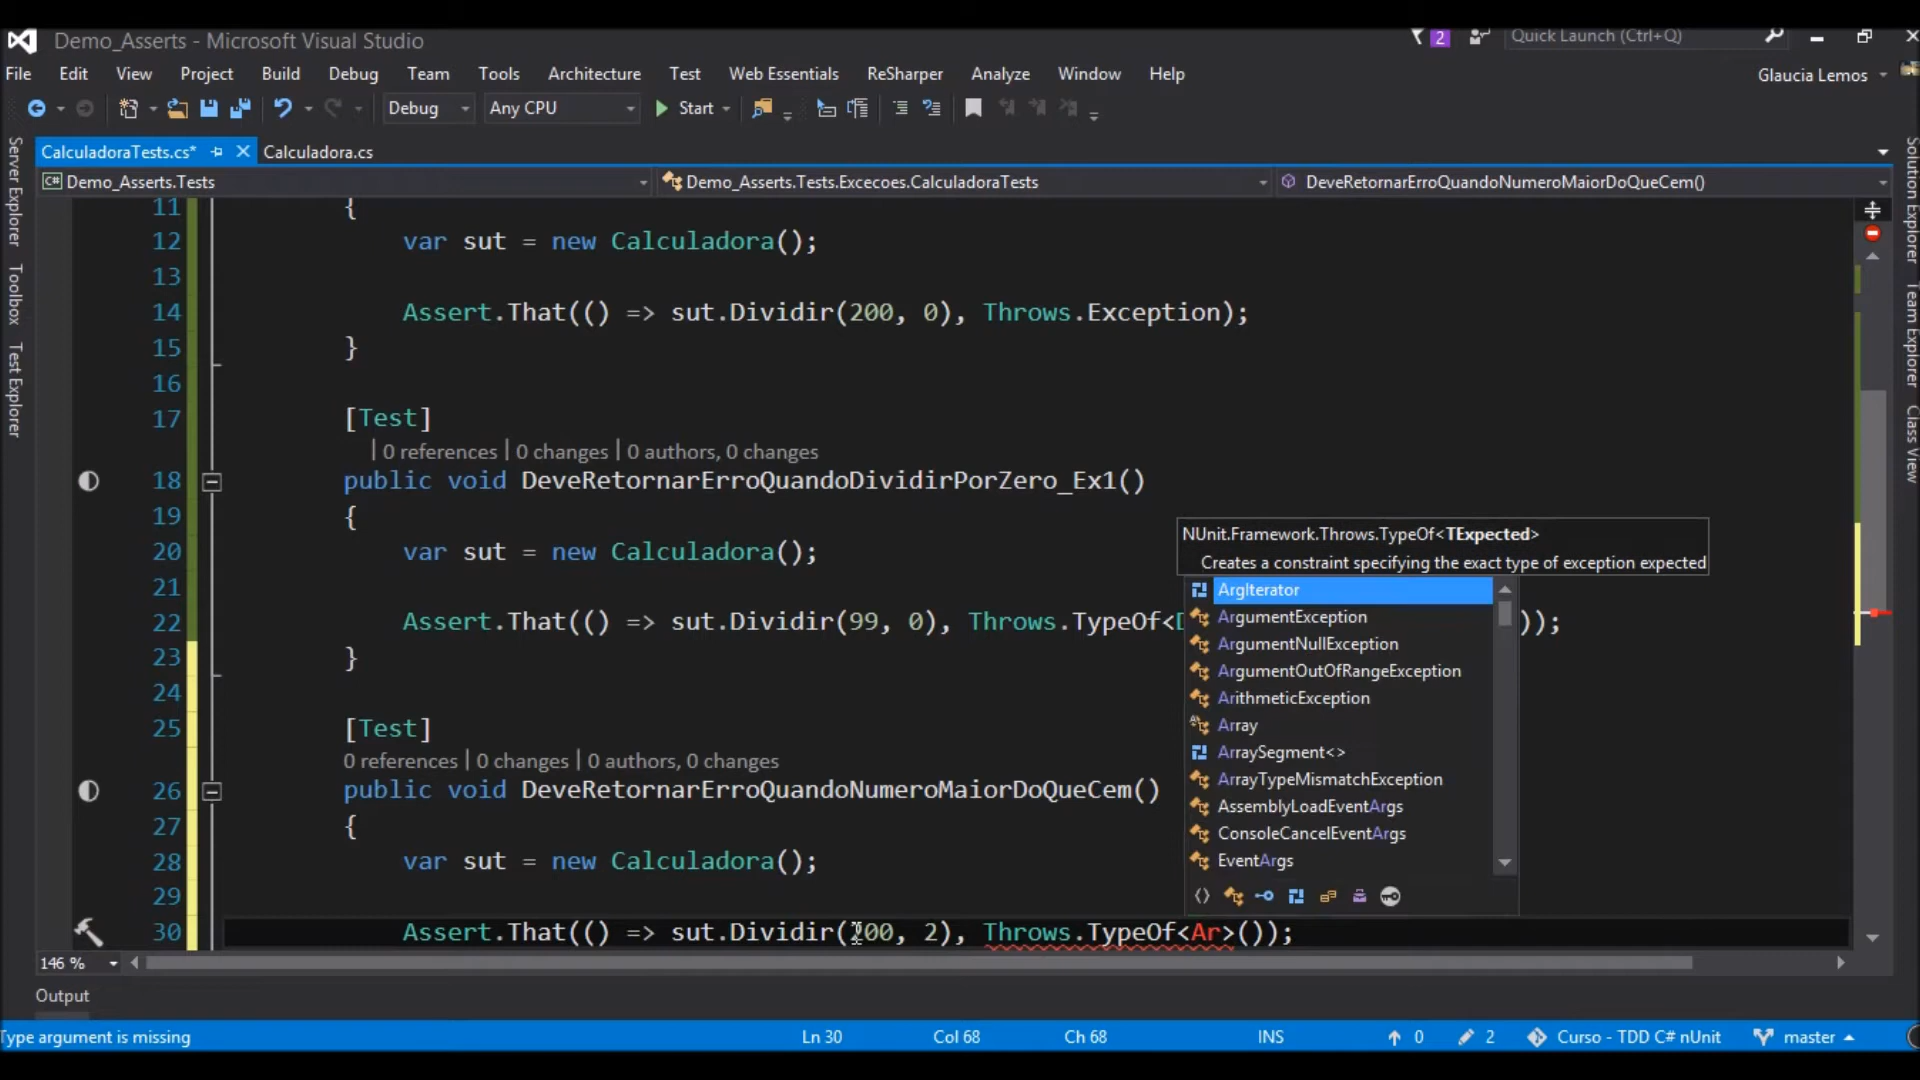 Demo_Asserts - Microsoft Visual Studio
2
Quick Launch (Ctrl+Q)
File Edit View Project Build Debug Team Tools Architecture Test Web Essentials ReSharper Analyze Window Help
Glaucia Lemos
Debug Any CPU Start
Server Explorer
Toolbox
Test Explorer
CalculadoraTests.cs* Calculadora.cs
C# Demo_Asserts.Tests Demo_Asserts.Tests.Excecoes.CalculadoraTests DeveRetornarErroQuandoNumeroMaiorDoQueCem()
11 {
12 var sut = new Calculadora();
13
14 Assert.That(() => sut.Dividir(200, 0), Throws.Exception);
15 }
16
17 [Test]
0 references | 0 changes | 0 authors, 0 changes
18 public void DeveRetornarErroQuandoDividirPorZero_Ex1()
19 {
20 var sut = new Calculadora();
21
22 Assert.That(() => sut.Dividir(99, 0), Throws.TypeOf< ());
23 }
24
25 [Test]
0 references | 0 changes | 0 authors, 0 changes
26 public void DeveRetornarErroQuandoNumeroMaiorDoQueCem()
27 {
28 var sut = new Calculadora();
29
30 Assert.That(() => sut.Dividir( 00, 2), Throws.TypeOf<Ar>());
NUnit.Framework.Throws.TypeOf<TExpected>
Creates a constraint specifying the exact type of exception expected
ArgIterator
ArgumentException
ArgumentNullException
ArgumentOutOfRangeException
ArithmeticException
Array
ArraySegment<>
ArrayTypeMismatchException
AssemblyLoadEventArgs
ConsoleCancelEventArgs
EventArgs
Solution Explorer
Team Explorer
Class View
146 %
Output
Type argument is missing Ln 30 Col 68 Ch 68 INS 0 2 Curso - TDD C# nUnit master